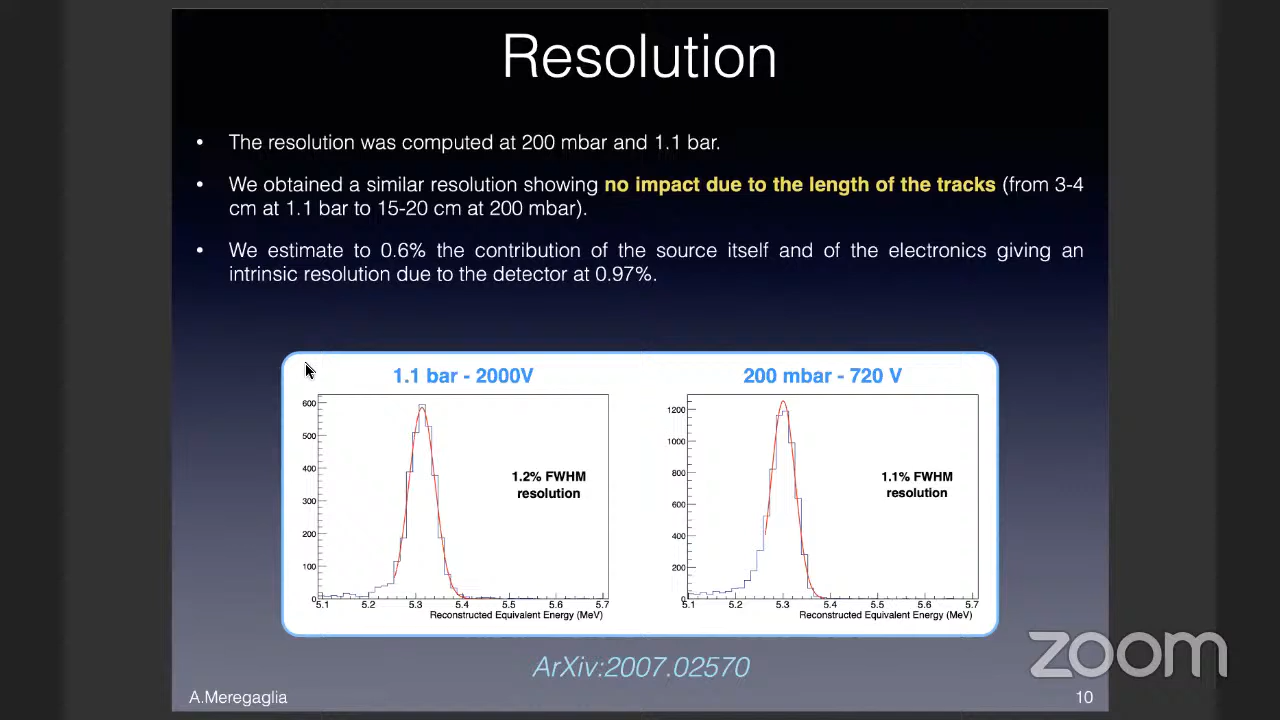 Resolution
• The resolution was computed at 200 mbar and 1.1 bar.
• We obtained a similar resolution showing no impact due to the length of the tracks (from 3-4
cm at 1.1 bar to 15-20 cm at 200 mbar).
• We estimate to 0.6% the contribution of the source itself and of the electronics giving an
intrinsic resolution due to the detector at 0.97%.
1.1 bar - 2000V
600
500
400
300
200
100
0
1.2% FWHM
resolution
5.1 5.2 5.3 5.4 5.5 5.6 5.7
Reconstructed Equivalent Energy (MeV)
200 mbar - 720 V
1200
1000
800
600
400
200
0
1.1% FWHM
resolution
5.1 5.2 5.3 5.4 5.5 5.6 5.7
Reconstructed Equivalent Energy (MeV)
ArXiv:2007.02570
zoom
A.Meregaglia
10